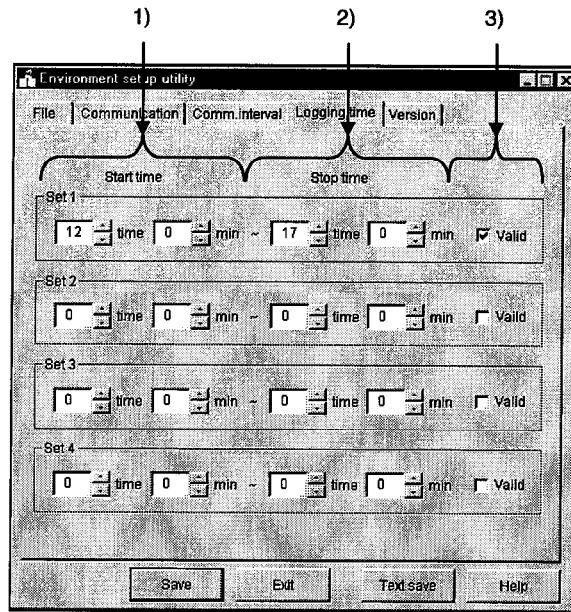 1) 2) 3)
Environment setup utility
File Communication Comm.interval Logging time Version
Start time Stop time
Set 1
12 time 0 min ~ 17 time 0 min Valid
Set 2
0 time 0 min ~ 0 time 0 min Valid
Set 3
0 time 0 min ~ 0 time 0 min Valid
Set 4
0 time 0 min ~ 0 time 0 min Valid
Save Exit Text save Help